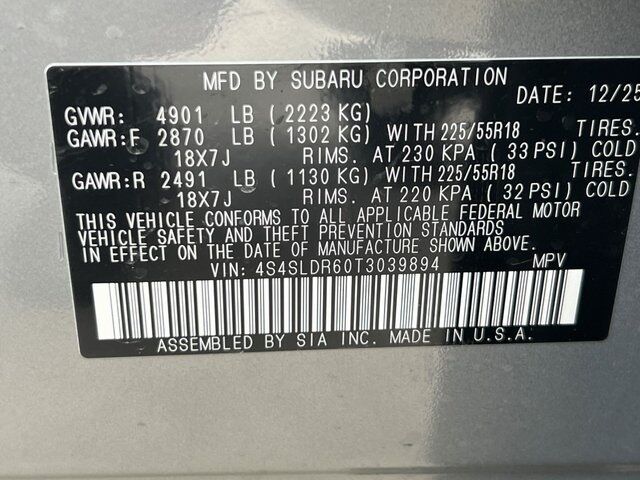 MFD BY SUBARU CORPORATION DATE: 12/25
GVWR: 4901 LB ( 2223 KG)
GAWR:F 2870 LB ( 1302 KG) WITH 225/55R18 TIRES.
18X7J RIMS. AT 230 KPA ( 33 PSI) COLD
GAWR:R 2491 LB ( 1130 KG) WITH 225/55R18 TIRES.
18X7J RIMS. AT 220 KPA ( 32 PSI) COLD
THIS VEHICLE CONFORMS TO ALL APPLICABLE FEDERAL MOTOR
VEHICLE SAFETY AND THEFT PREVENTION STANDARDS
IN EFFECT ON THE DATE OF MANUFACTURE SHOWN ABOVE.
VIN: 4S4SLDR60T3039894 MPV
ASSEMBLED BY SIA INC. MADE IN U.S.A.